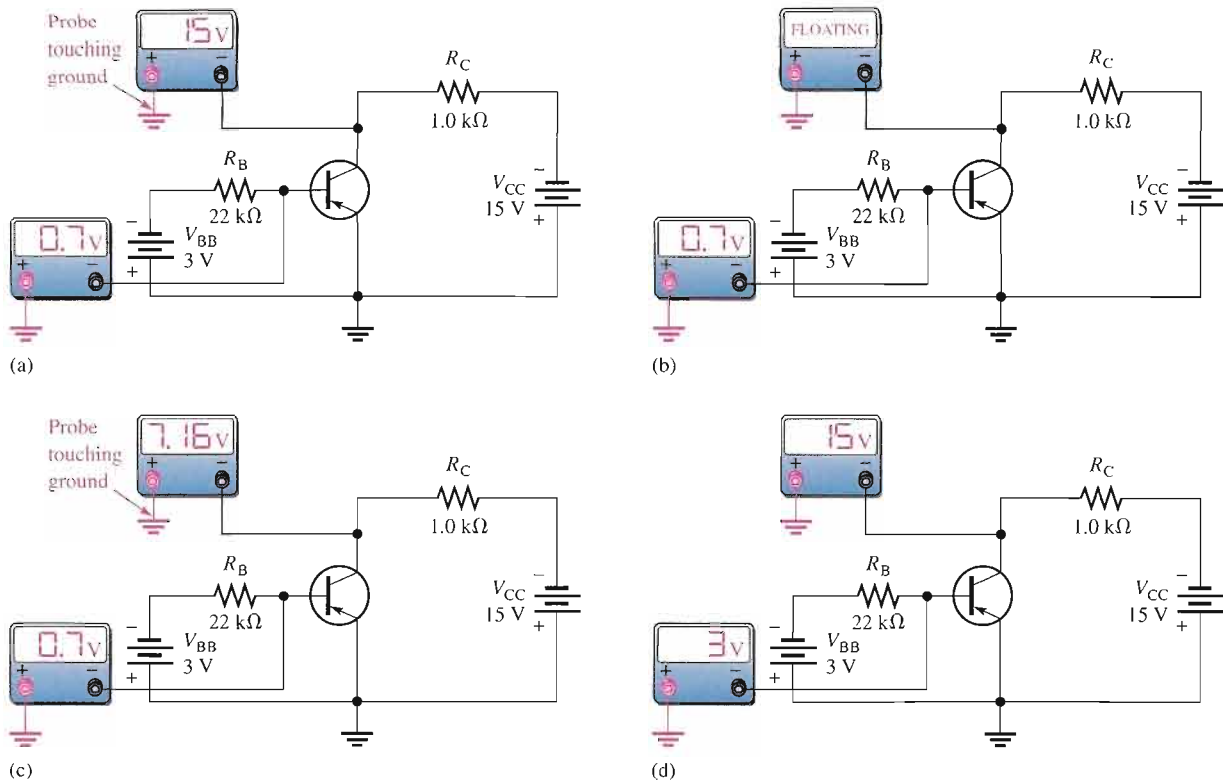 Probe
touching
ground
15 V
+ −
R_C
1.0 kΩ
R_B
22 kΩ
−
V_CC
15 V
+
0.7 V
+ −
−
V_BB
3 V
+
(a)
FLOATING
+ −
R_C
1.0 kΩ
R_B
22 kΩ
−
V_CC
15 V
+
0.7 V
+ −
−
V_BB
3 V
+
(b)
Probe
touching
ground
7.16 V
+ −
R_C
1.0 kΩ
R_B
22 kΩ
−
V_CC
15 V
+
0.7 V
+ −
−
V_BB
3 V
+
(c)
15 V
+ −
R_C
1.0 kΩ
R_B
22 kΩ
−
V_CC
15 V
+
3 V
+ −
−
V_BB
3 V
+
(d)